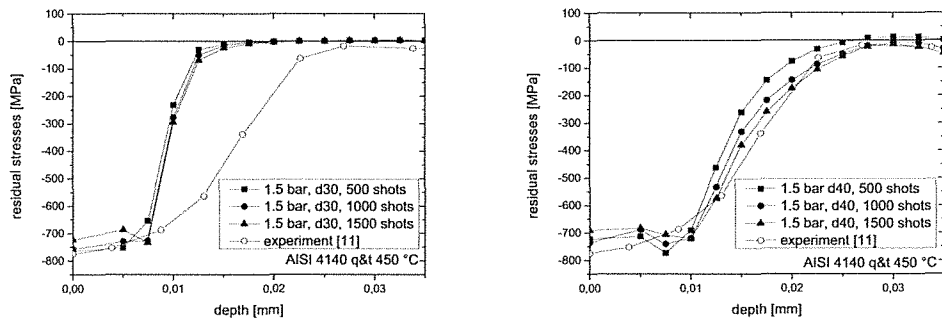 100
0
-100
-200
-300
-400
-500
-600
-700
-800
residual stresses [MPa]
1.5 bar, d30, 500 shots
1.5 bar, d30, 1000 shots
1.5 bar, d30, 1500 shots
experiment [11]
AISI 4140 q&t 450 °C
0,00 0,01 0,02 0,03
depth [mm]
100
0
-100
-200
-300
-400
-500
-600
-700
-800
residual stresses [MPa]
1.5 bar d40, 500 shots
1.5 bar d40, 1000 shots
1.5 bar d40, 1500 shots
experiment [11]
AISI 4140 q&t 450 °C
0,00 0,01 0,02 0,03
depth [mm]